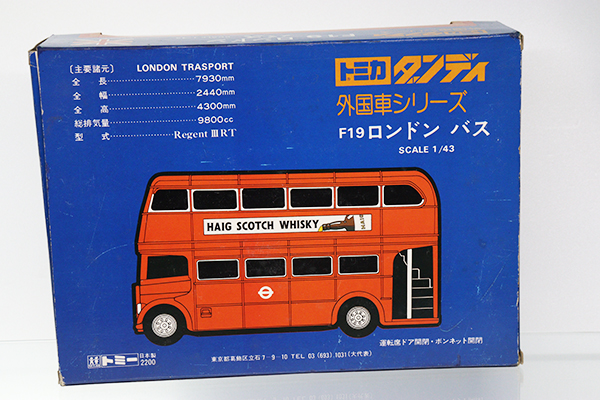 〔主要諸元〕 LONDON TRASPORT
全長……………7930mm
全幅……………2440mm
全高……………4300mm
総排気量……………9800cc
型式……Regent ⅢRT
トミカ ダンディ
外国車シリーズ
F19ロンドン バス
SCALE 1/43
HAIG SCOTCH WHISKY
HAIG
運転席ドア開閉・ボンネット開閉
トミー 日本製
2200
東京都葛飾区立石7-9-10 TEL 03 (693) 1031(大代表)